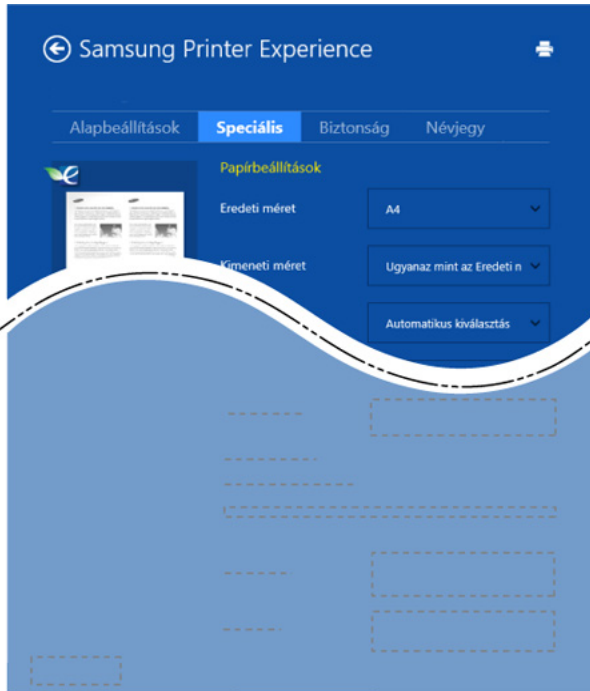 Samsung Printer Experience
Alapbeállítások Speciális Biztonság Névjegy
Papírbeállítások
Eredeti méret A4
Kimeneti méret Ugyanaz mint az Eredeti n
Automatikus kiválasztás